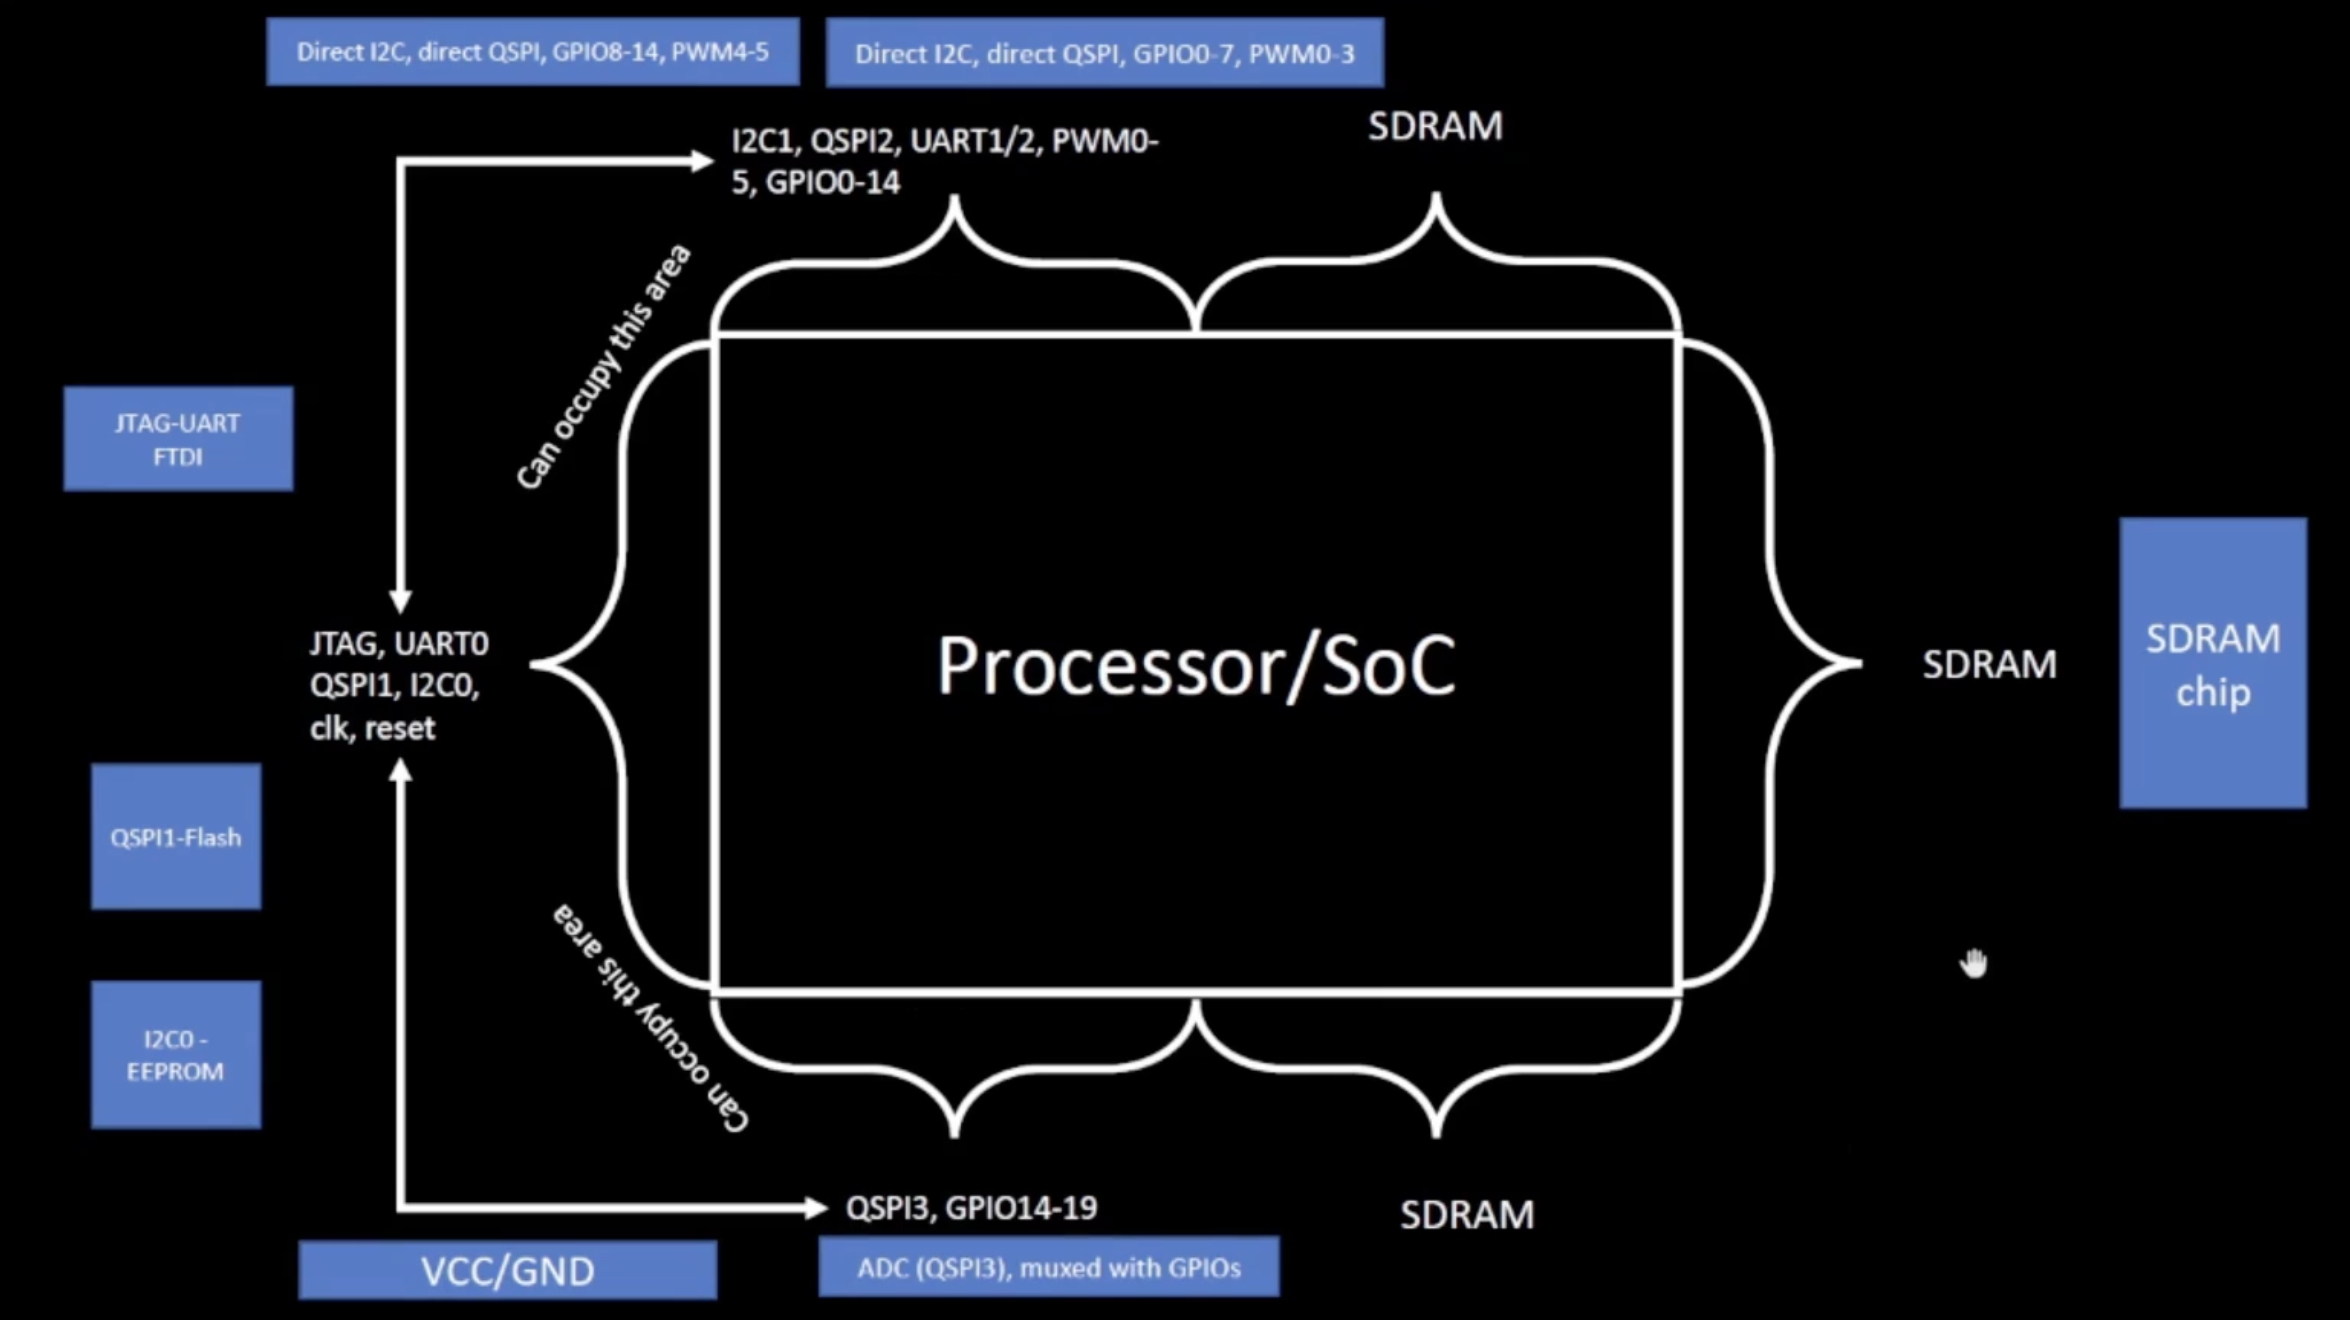 Direct I2C, direct QSPI, GPIO8-14, PWM4-5
Direct I2C, direct QSPI, GPIO0-7, PWM0-3
I2C1, QSPI2, UART1/2, PWM0-
5, GPIO0-14
SDRAM
Can occupy this area
JTAG-UART
FTDI
JTAG, UART0
QSPI1, I2C0,
clk, reset
Processor/SoC
SDRAM
SDRAM
chip
QSPI1-Flash
Can occupy this area
I2C0 -
EEPROM
QSPI3, GPIO14-19
SDRAM
VCC/GND
ADC (QSPI3), muxed with GPIOs